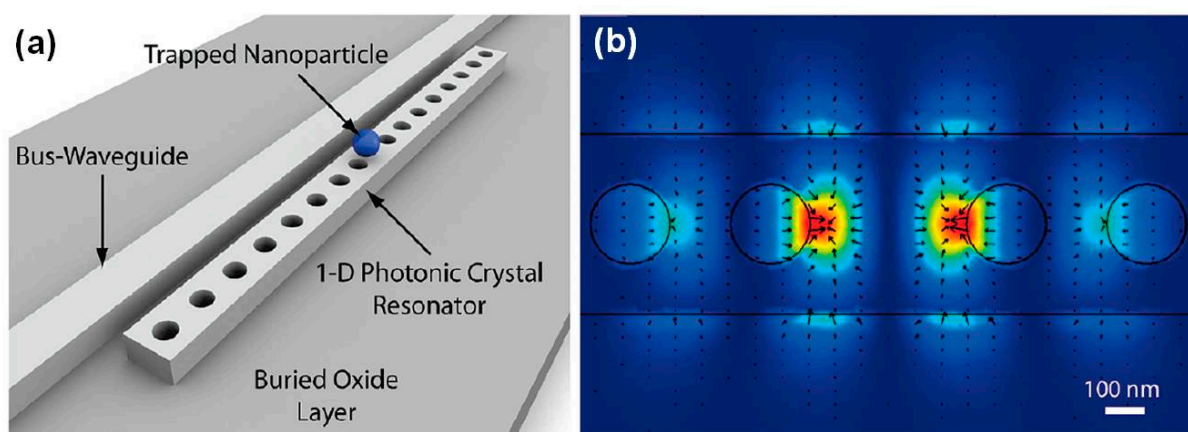 (a)
Trapped Nanoparticle
Bus-Waveguide
1-D Photonic Crystal
Resonator
Buried Oxide
Layer
(b)
100 nm